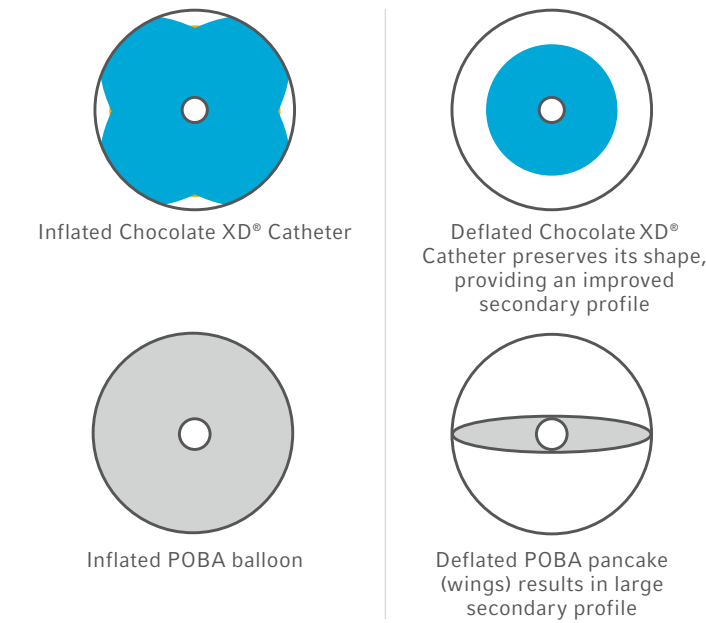 Inflated Chocolate XD® Catheter
Deflated Chocolate XD®
Catheter preserves its shape,
providing an improved
secondary profile
Inflated POBA balloon
Deflated POBA pancake
(wings) results in large
secondary profile